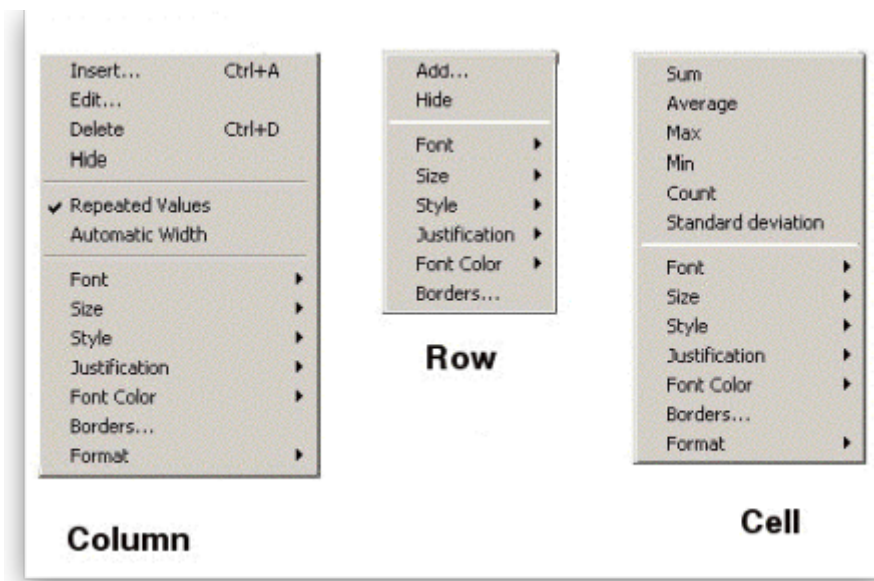 Insert... Ctrl+A
Edit...
Delete Ctrl+D
Hide
Repeated Values
Automatic Width
Font
Size
Style
Justification
Font Color
Borders...
Format
Column
Add...
Hide
Font
Size
Style
Justification
Font Color
Borders...
Row
Sum
Average
Max
Min
Count
Standard deviation
Font
Size
Style
Justification
Font Color
Borders...
Format
Cell